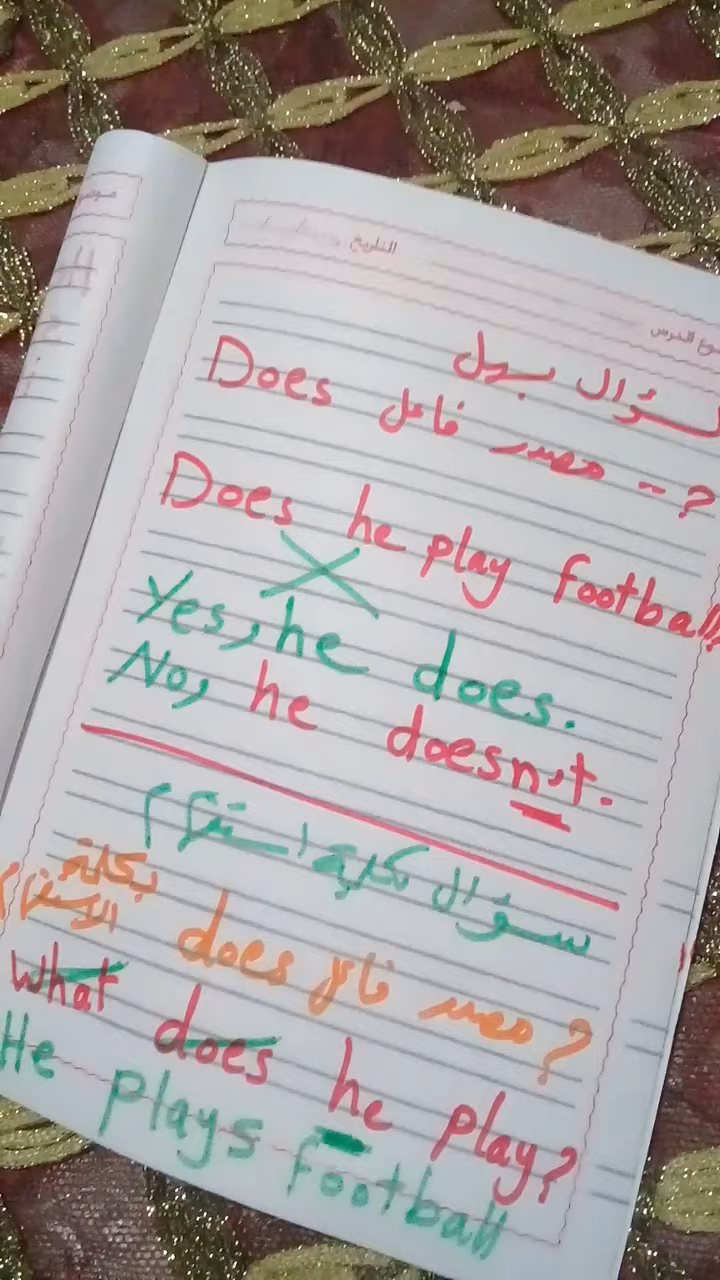 التاريخ
سؤال بهل
Does فاعل مصدر -- ?
Does he play football?
Yes, he does.
No, he doesn't.
سؤال بكلمة استفهام
بكلمة الاستفهام does فاعل مصدر ?
What does he play?
He plays football